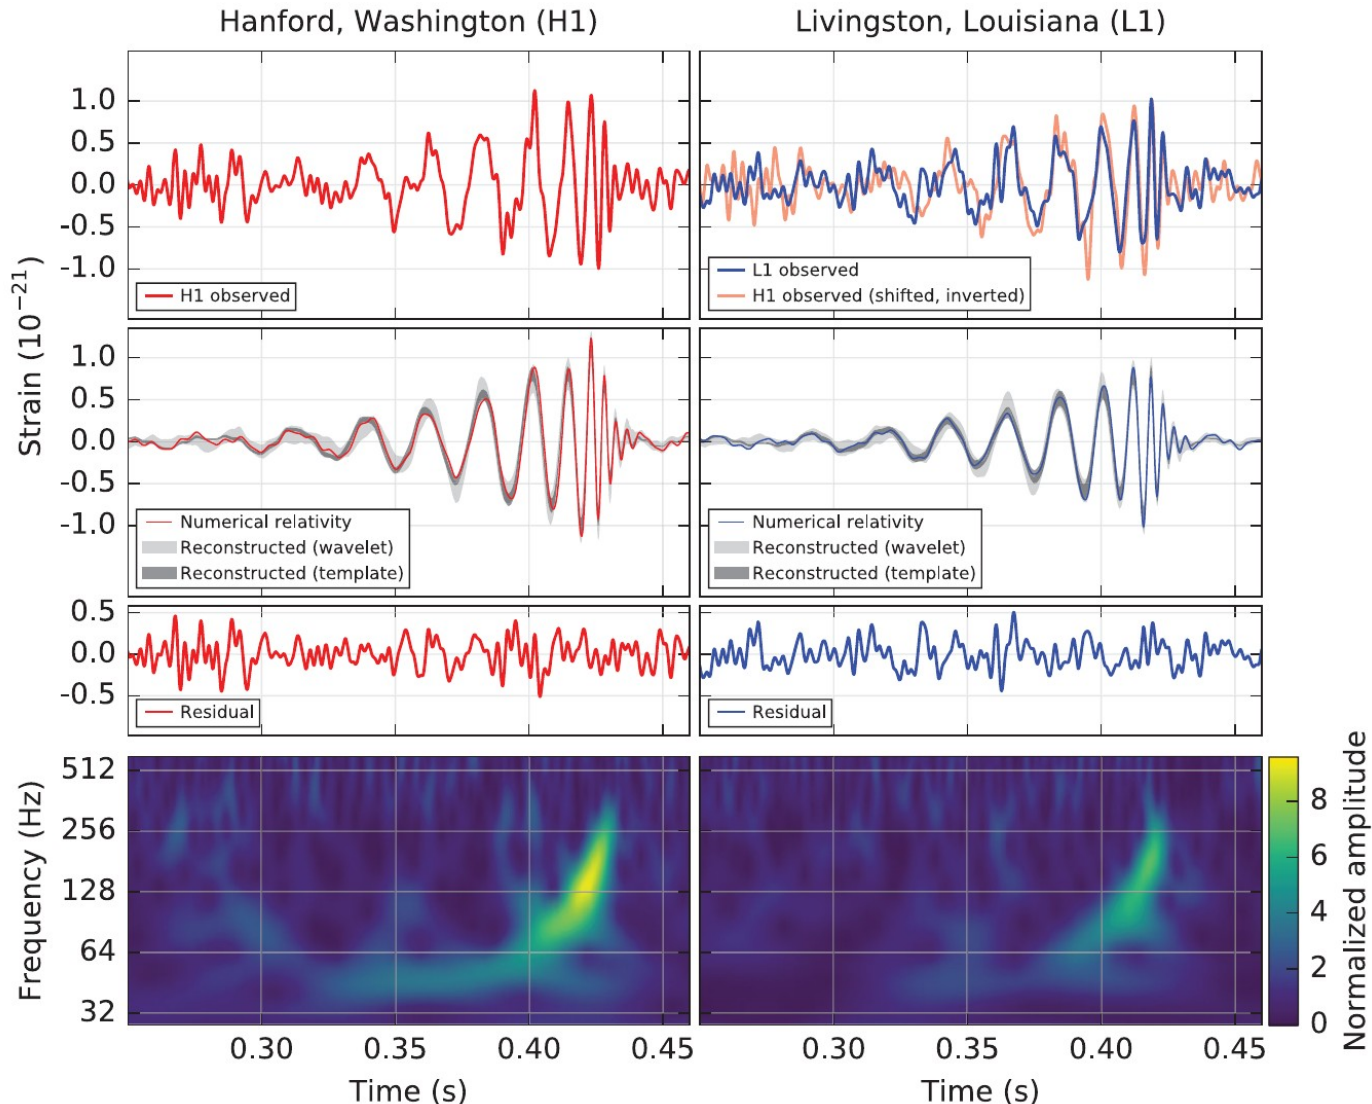 Hanford, Washington (H1)
Livingston, Louisiana (L1)
Strain (10−21)
1.0
0.5
0.0
-0.5
-1.0
H1 observed
L1 observed
H1 observed (shifted, inverted)
1.0
0.5
0.0
-0.5
-1.0
Numerical relativity
Reconstructed (wavelet)
Reconstructed (template)
Numerical relativity
Reconstructed (wavelet)
Reconstructed (template)
0.5
0.0
-0.5
Residual
Residual
Frequency (Hz)
512
256
128
64
32
8
6
4
2
0
Normalized amplitude
0.30 0.35 0.40 0.45
0.30 0.35 0.40 0.45
Time (s)
Time (s)